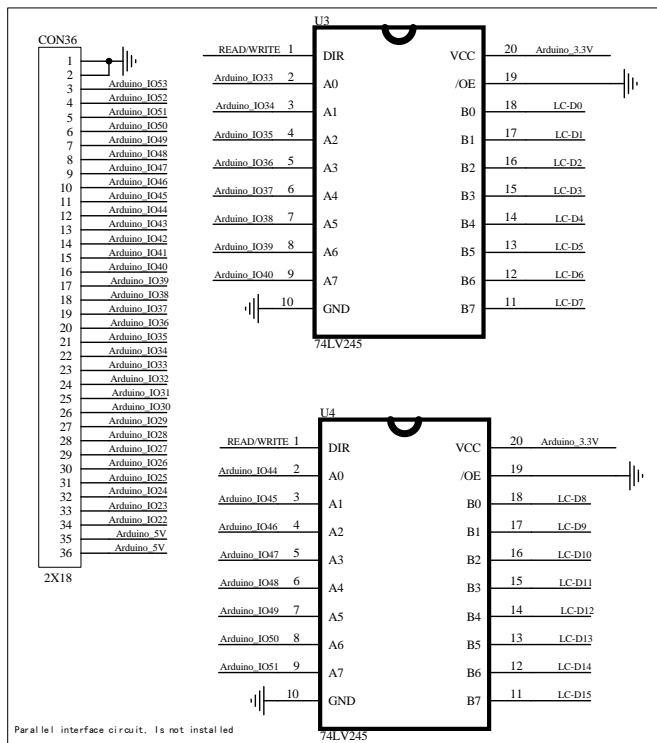 CON36
1
2
3 Arduino_IO53
4 Arduino_IO52
5 Arduino_IO51
6 Arduino_IO50
7 Arduino_IO49
8 Arduino_IO48
9 Arduino_IO47
10 Arduino_IO46
11 Arduino_IO45
12 Arduino_IO44
13 Arduino_IO43
14 Arduino_IO42
15 Arduino_IO41
16 Arduino_IO40
17 Arduino_IO39
18 Arduino_IO38
19 Arduino_IO37
20 Arduino_IO36
21 Arduino_IO35
22 Arduino_IO34
23 Arduino_IO33
24 Arduino_IO32
25 Arduino_IO31
26 Arduino_IO30
27 Arduino_IO29
28 Arduino_IO28
29 Arduino_IO27
30 Arduino_IO26
31 Arduino_IO25
32 Arduino_IO24
33 Arduino_IO23
34 Arduino_IO22
35 Arduino_5V
36 Arduino_5V
2X18
U3
READ/WRITE 1 DIR VCC 20 Arduino_3.3V
Arduino_IO33 2 A0 /OE 19
Arduino_IO34 3 A1 B0 18 LC-D0
Arduino_IO35 4 A2 B1 17 LC-D1
Arduino_IO36 5 A3 B2 16 LC-D2
Arduino_IO37 6 A4 B3 15 LC-D3
Arduino_IO38 7 A5 B4 14 LC-D4
Arduino_IO39 8 A6 B5 13 LC-D5
Arduino_IO40 9 A7 B6 12 LC-D6
10 GND B7 11 LC-D7
74LV245
U4
READ/WRITE 1 DIR VCC 20 Arduino_3.3V
Arduino_IO44 2 A0 /OE 19
Arduino_IO45 3 A1 B0 18 LC-D8
Arduino_IO46 4 A2 B1 17 LC-D9
Arduino_IO47 5 A3 B2 16 LC-D10
Arduino_IO48 6 A4 B3 15 LC-D11
Arduino_IO49 7 A5 B4 14 LC-D12
Arduino_IO50 8 A6 B5 13 LC-D13
Arduino_IO51 9 A7 B6 12 LC-D14
10 GND B7 11 LC-D15
74LV245
Parallel interface circuit, Is not installed